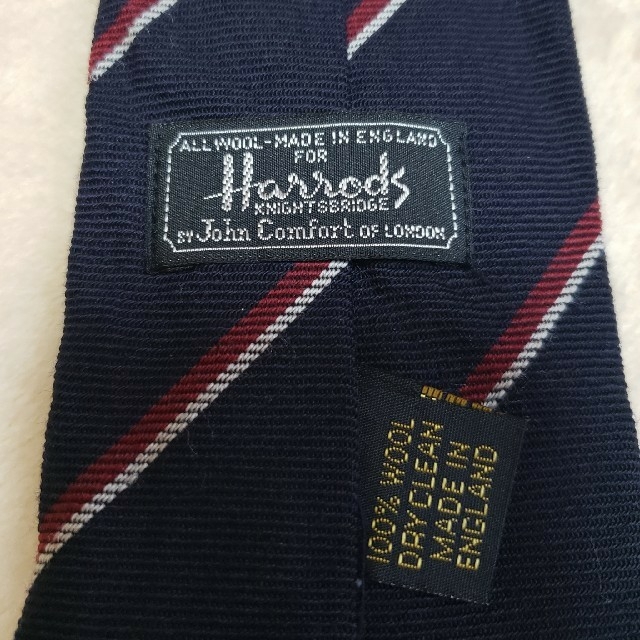 ALL WOOL-MADE IN ENGLAND
FOR
Harrods
KNIGHTSBRIDGE
BY John Comfort OF LONDON
100% WOOL
DRYCLEAN
MADE IN
ENGLAND